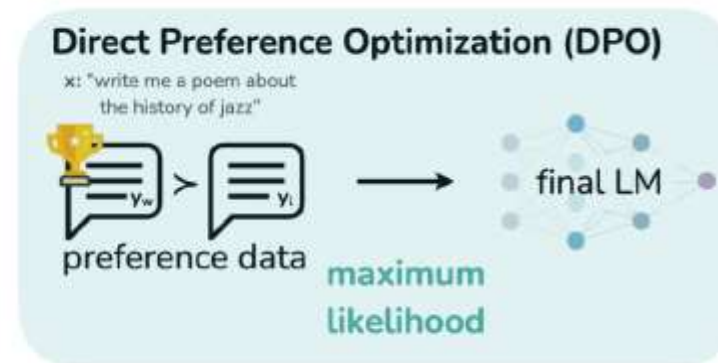 Direct Preference Optimization (DPO)
x: "write me a poem about
the history of jazz"
yw > yl
preference data
final LM
maximum
likelihood